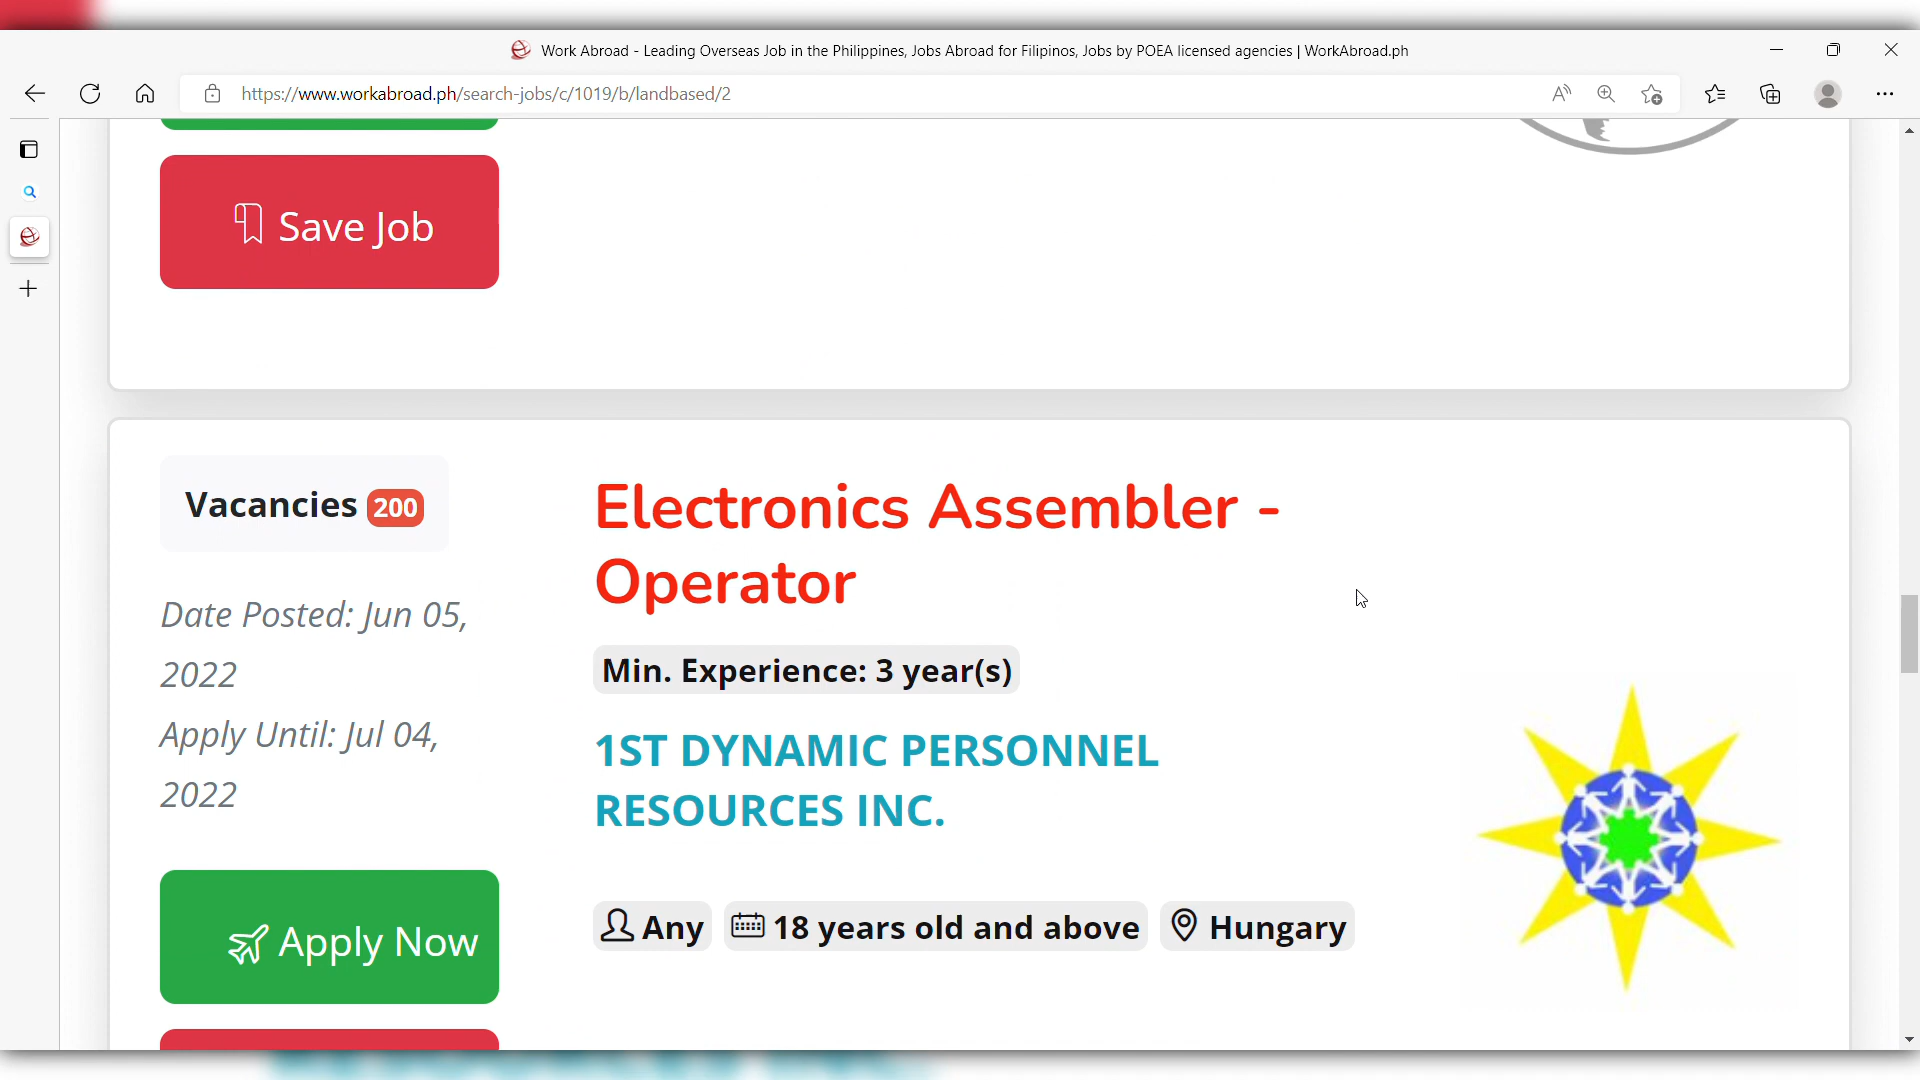 Work Abroad - Leading Overseas Job in the Philippines, Jobs Abroad for Filipinos, Jobs by POEA licensed agencies | WorkAbroad.ph
https://www.workabroad.ph/search-jobs/c/1019/b/landbased/2
Save Job
Vacancies 200
Date Posted: Jun 05,
2022
Apply Until: Jul 04,
2022
Apply Now
Electronics Assembler -
Operator
Min. Experience: 3 year(s)
1ST DYNAMIC PERSONNEL
RESOURCES INC.
Any 18 years old and above Hungary